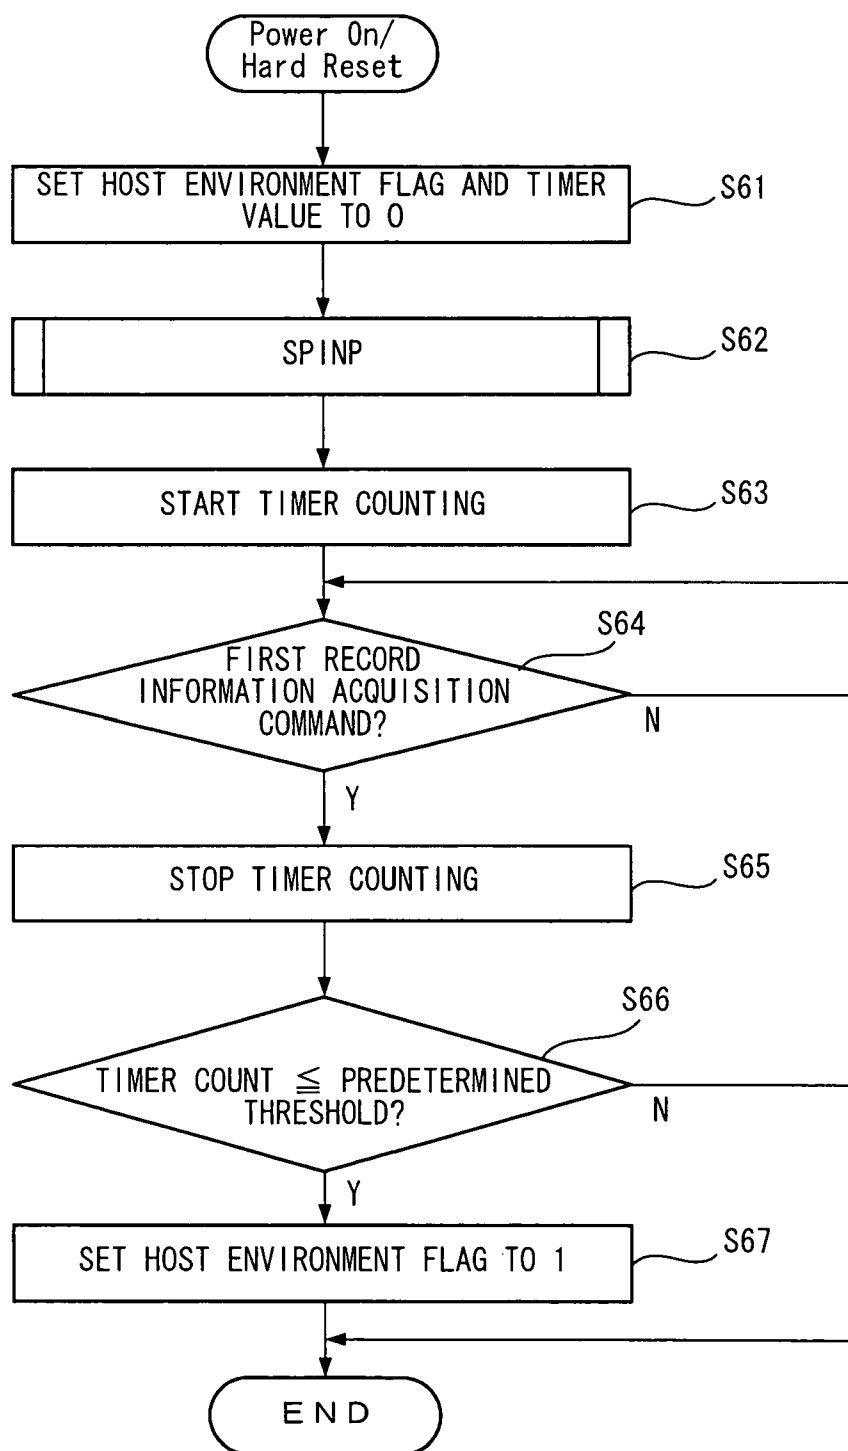 Power On/
Hard Reset
SET HOST ENVIRONMENT FLAG AND TIMER
VALUE TO 0
S61
SPINP
S62
START TIMER COUNTING
S63
S64
FIRST RECORD
INFORMATION ACQUISITION
COMMAND?
N
Y
STOP TIMER COUNTING
S65
S66
TIMER COUNT ≦ PREDETERMINED
THRESHOLD?
N
Y
SET HOST ENVIRONMENT FLAG TO 1
S67
END